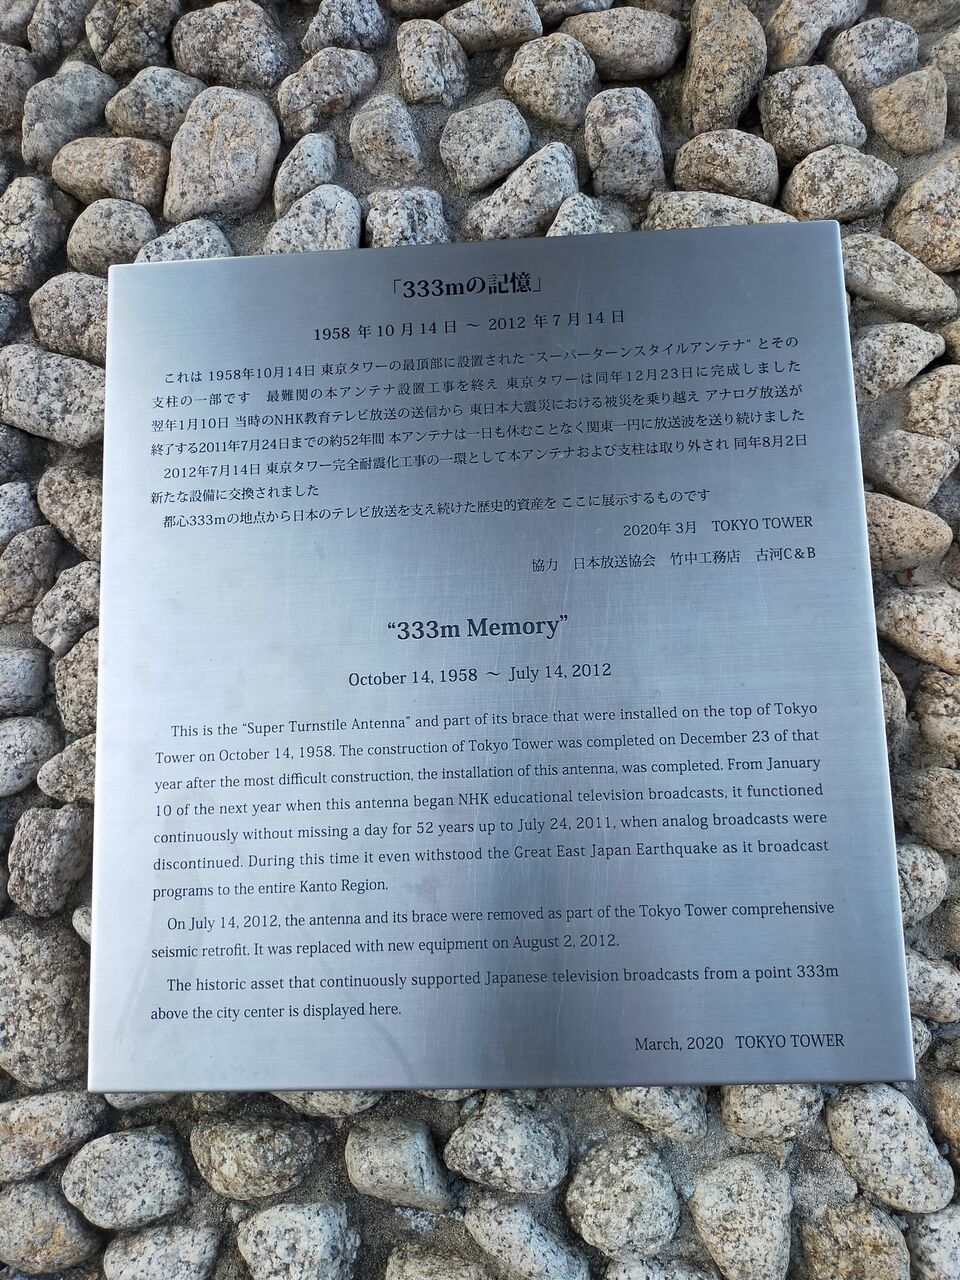 「333mの記憶」
1958 年 10 月 14 日 ～ 2012 年 7 月 14 日
これは 1958年10月14日 東京タワーの最頂部に設置された “スーパーターンスタイルアンテナ” とその
支柱の一部です　最難関の本アンテナ設置工事を終え 東京タワーは同年12月23日に完成しました
翌年1月10日 当時のNHK教育テレビ放送の送信から 東日本大震災における被災を乗り越え アナログ放送が
終了する2011年7月24日までの約52年間 本アンテナは一日も休むことなく関東一円に放送波を送り続けました
2012年7月14日 東京タワー完全耐震化工事の一環として本アンテナおよび支柱は取り外され 同年8月2日
新たな設備に交換されました
都心333mの地点から日本のテレビ放送を支え続けた歴史的資産を ここに展示するものです
2020年 3月　TOKYO TOWER
協力　日本放送協会　竹中工務店　古河C＆B
“333m Memory”
October 14, 1958 ～ July 14, 2012
This is the “Super Turnstile Antenna” and part of its brace that were installed on the top of Tokyo
Tower on October 14, 1958. The construction of Tokyo Tower was completed on December 23 of that
year after the most difficult construction, the installation of this antenna, was completed. From January
10 of the next year when this antenna began NHK educational television broadcasts, it functioned
continuously without missing a day for 52 years up to July 24, 2011, when analog broadcasts were
discontinued. During this time it even withstood the Great East Japan Earthquake as it broadcast
programs to the entire Kanto Region.
On July 14, 2012, the antenna and its brace were removed as part of the Tokyo Tower comprehensive
seismic retrofit. It was replaced with new equipment on August 2, 2012.
The historic asset that continuously supported Japanese television broadcasts from a point 333m
above the city center is displayed here.
March, 2020　TOKYO TOWER